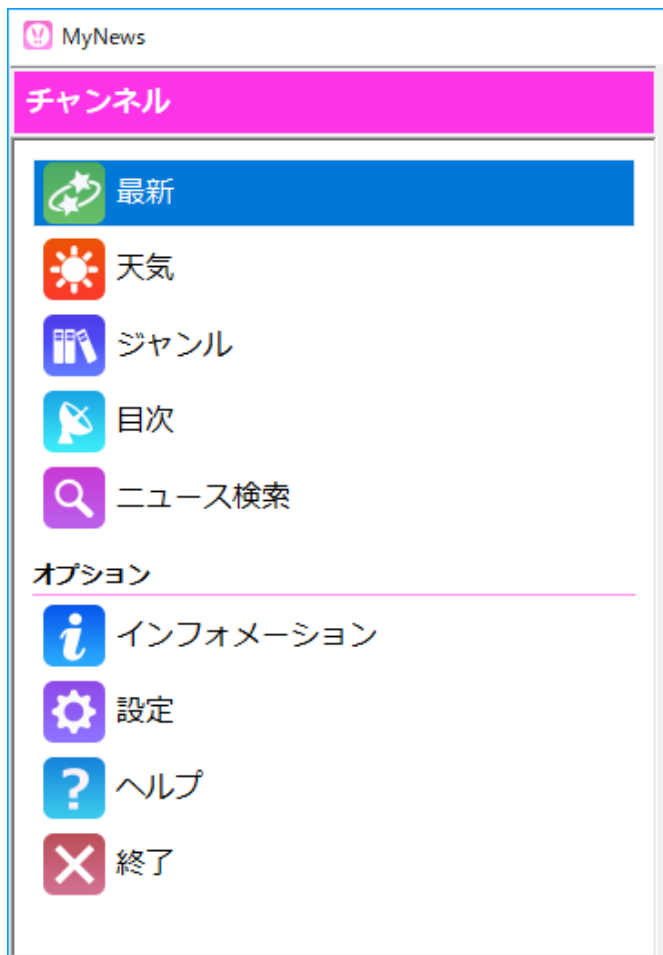 MyNews
チャンネル
最新
天気
ジャンル
目次
ニュース検索
オプション
インフォメーション
設定
ヘルプ
終了